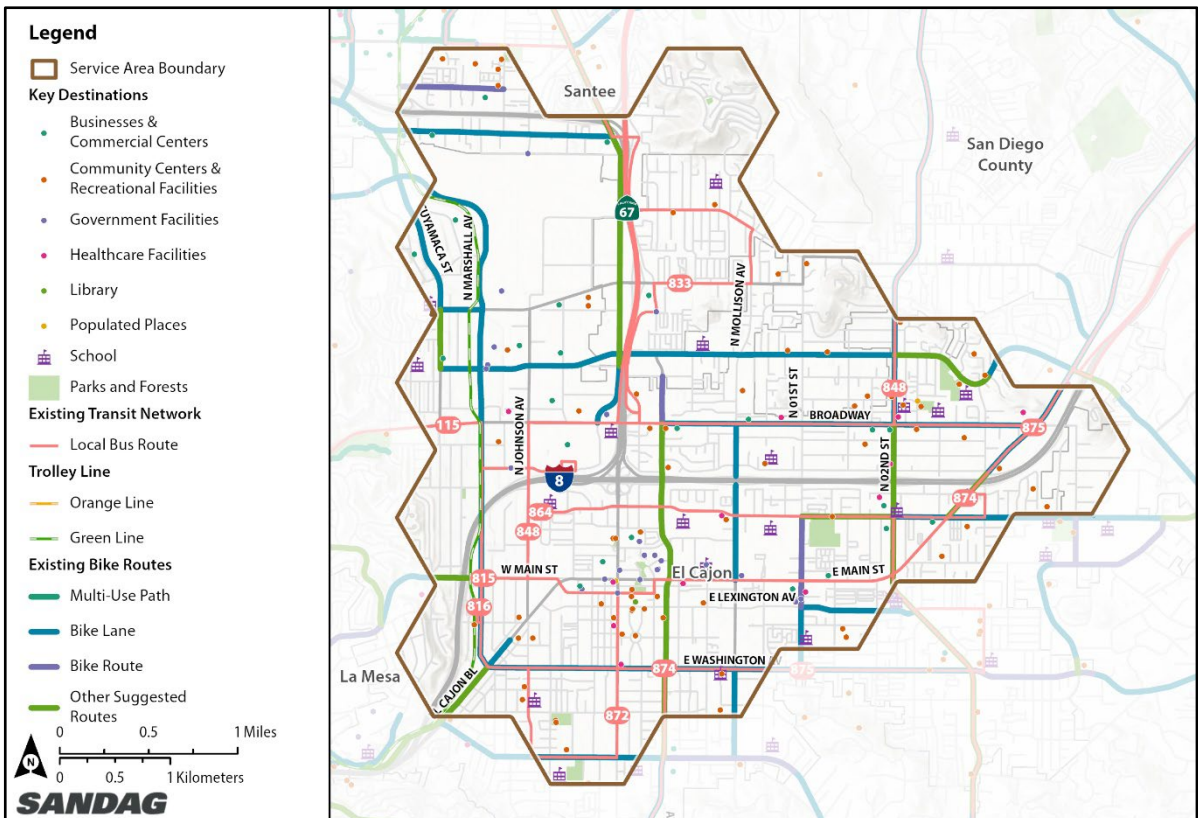 Legend
Service Area Boundary
Key Destinations
Businesses &
Commercial Centers
Community Centers &
Recreational Facilities
Government Facilities
Healthcare Facilities
Library
Populated Places
School
Parks and Forests
Existing Transit Network
Local Bus Route
Trolley Line
Orange Line
Green Line
Existing Bike Routes
Multi-Use Path
Bike Lane
Bike Route
Other Suggested
Routes
0 0.5 1 Miles
0 0.5 1 Kilometers
N
SANDAG
Santee
San Diego
County
67
UYAMACA ST
N MARSHALL AV
833
N MOLLISON AV
N JOHNSON AV
N 01ST ST
848
BROADWAY
115
875
N 02ND ST
8
874
864
848
W MAIN ST
815
El Cajon
E MAIN ST
E LEXINGTON AV
816
La Mesa
CAJON BL
874
E WASHINGTON AV
875
872